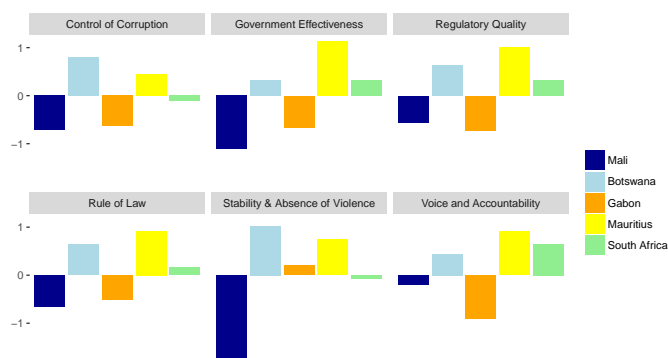 Control of Corruption
Government Effectiveness
Regulatory Quality
1
0
−1
Mali
Botswana
Gabon
Mauritius
South Africa
Rule of Law
Stability & Absence of Violence
Voice and Accountability
1
0
−1